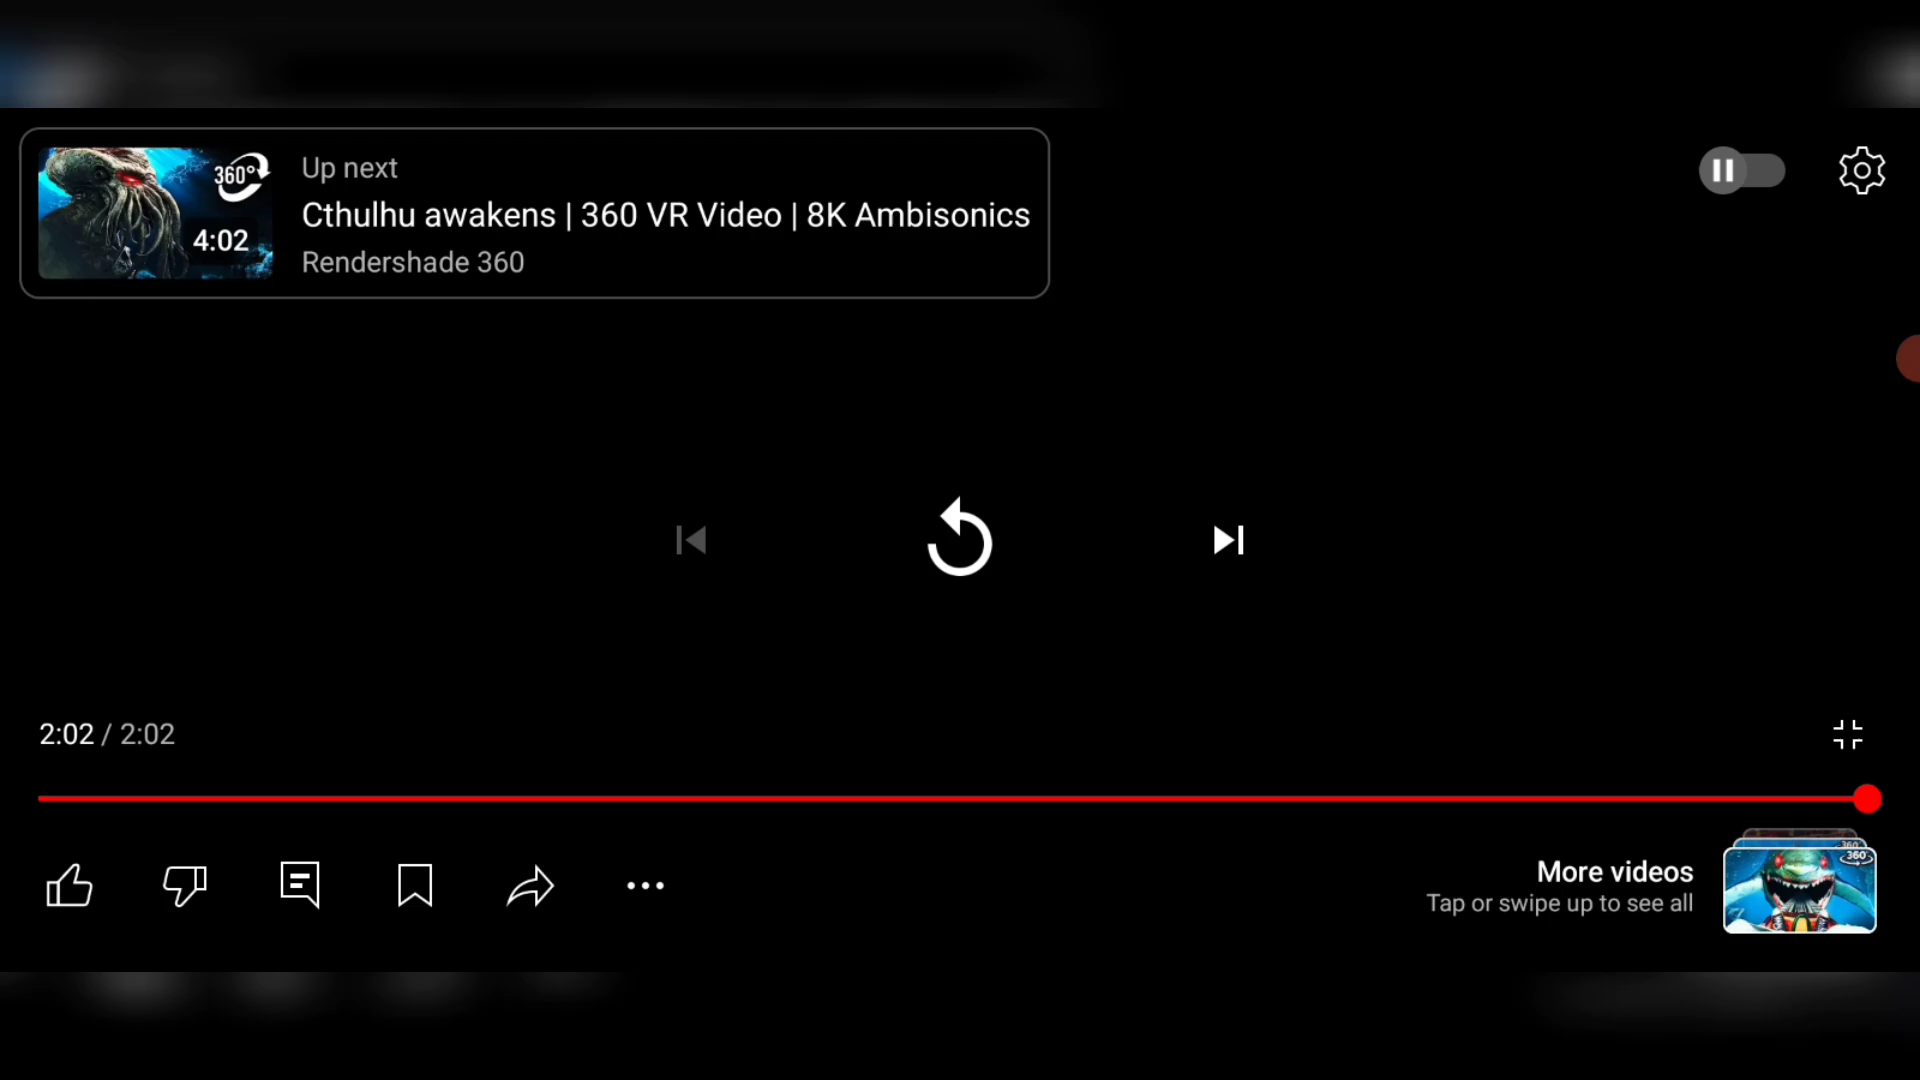 Up next
Cthulhu awakens | 360 VR Video | 8K Ambisonics
Rendershade 360
360°
4:02
2:02 / 2:02
More videos
Tap or swipe up to see all
360°